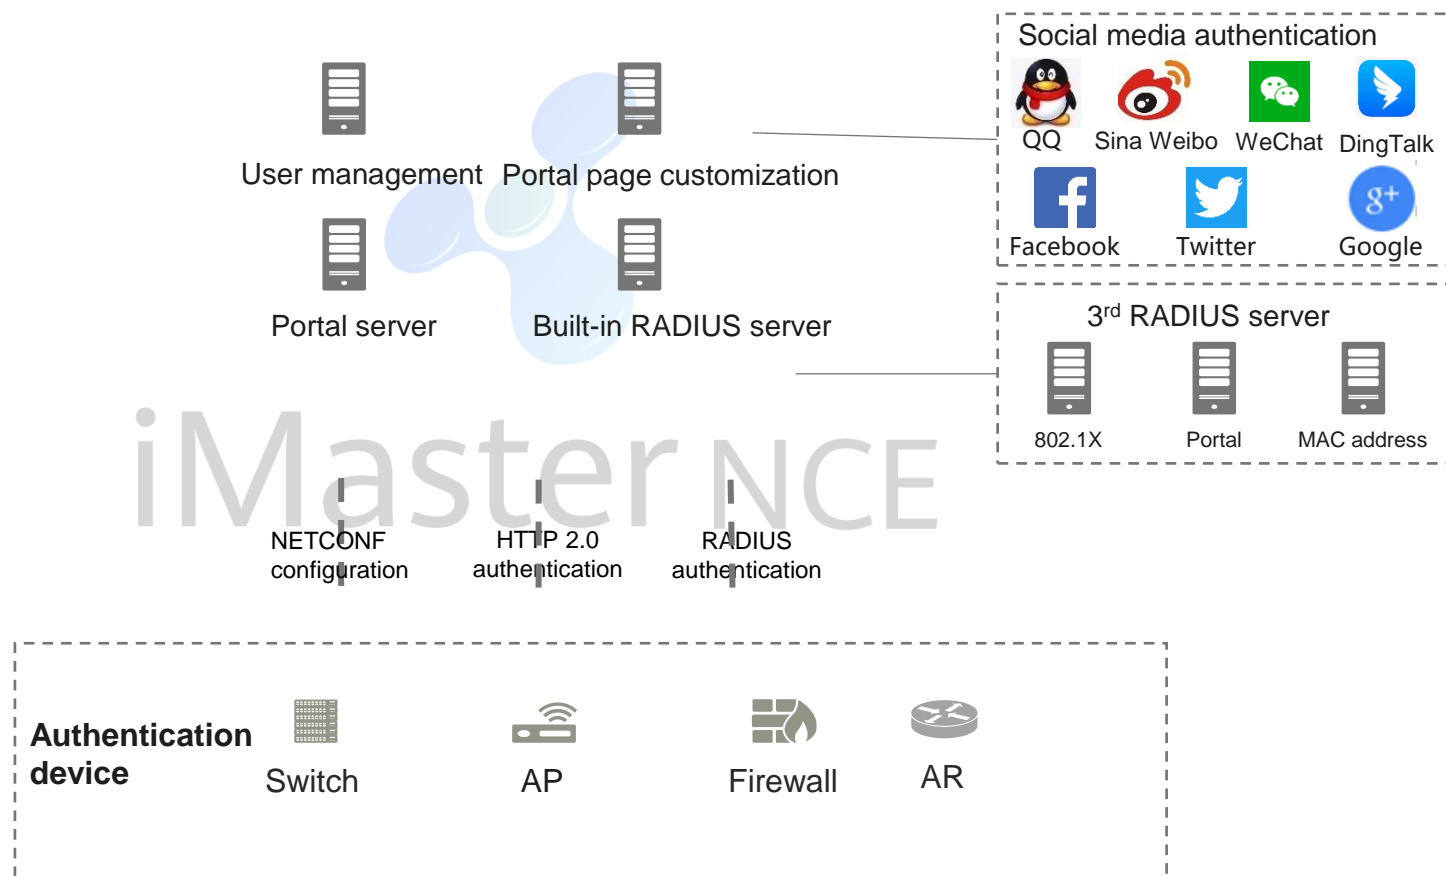 Social media authentication
QQ
Sina Weibo
WeChat
DingTalk
Facebook
Twitter
g+
Google
User management
Portal page customization
Portal server
Built-in RADIUS server
3rd RADIUS server
802.1X
Portal
MAC address
iMaster NCE
NETCONF
configuration
HTTP 2.0
authentication
RADIUS
authentication
Authentication
device
Switch
AP
Firewall
AR